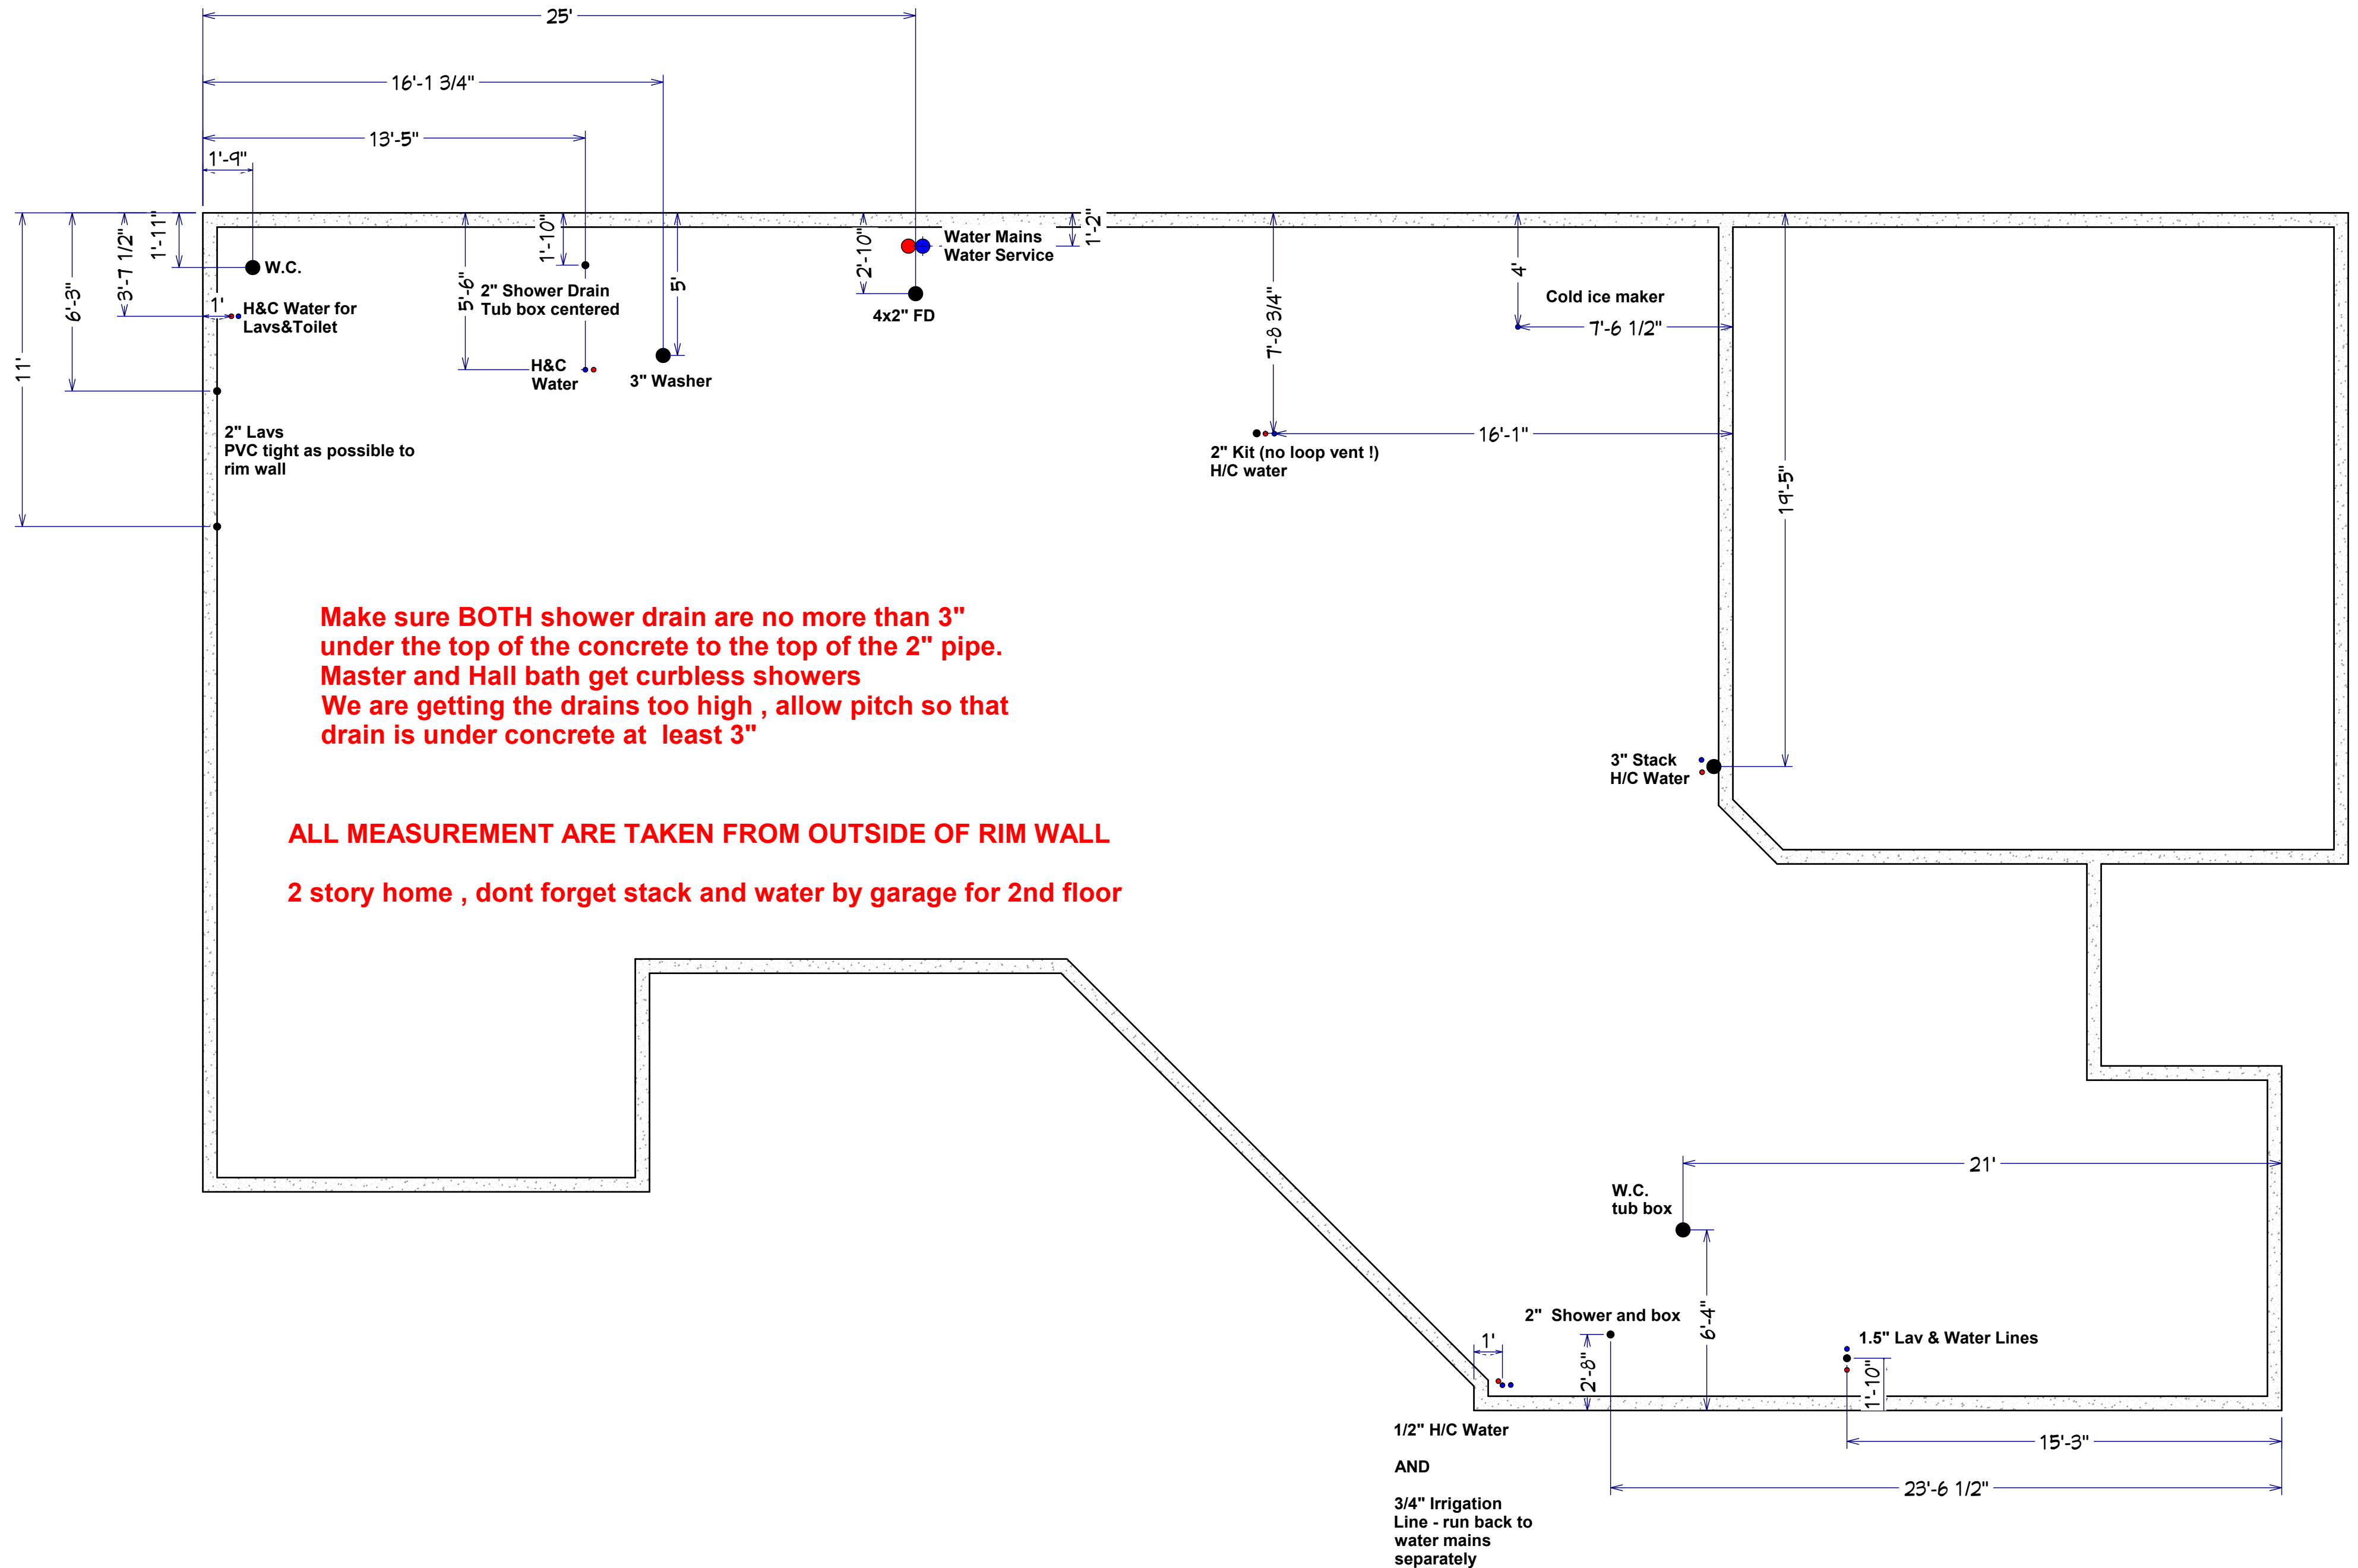 25'
16'-1 3/4"
13'-5"
1'-9"
11'
6'-3"
3'-7 1/2"
1'-11"
W.C.
1'
H&C Water for
Lavs&Toilet
2" Lavs
PVC tight as possible to
rim wall
5'-6"
1'-10"
2" Shower Drain
Tub box centered
H&C
Water
5'
3" Washer
2'-10"
4x2" FD
Water Mains
Water Service
1'-2"
7'-8 3/4"
16'-1"
2" Kit (no loop vent !)
H/C water
4'
Cold ice maker
7'-6 1/2"
19'-5"
3" Stack
H/C Water
Make sure BOTH shower drain are no more than 3"
under the top of the concrete to the top of the 2" pipe.
Master and Hall bath get curbless showers
We are getting the drains too high , allow pitch so that
drain is under concrete at  least 3"
ALL MEASUREMENT ARE TAKEN FROM OUTSIDE OF RIM WALL
2 story home , dont forget stack and water by garage for 2nd floor
21'
W.C.
tub box
6'-4"
2"  Shower and box
2'-8"
1'
1.5" Lav & Water Lines
1'-10"
15'-3"
23'-6 1/2"
1/2" H/C Water
AND
3/4" Irrigation
Line - run back to
water mains
separately